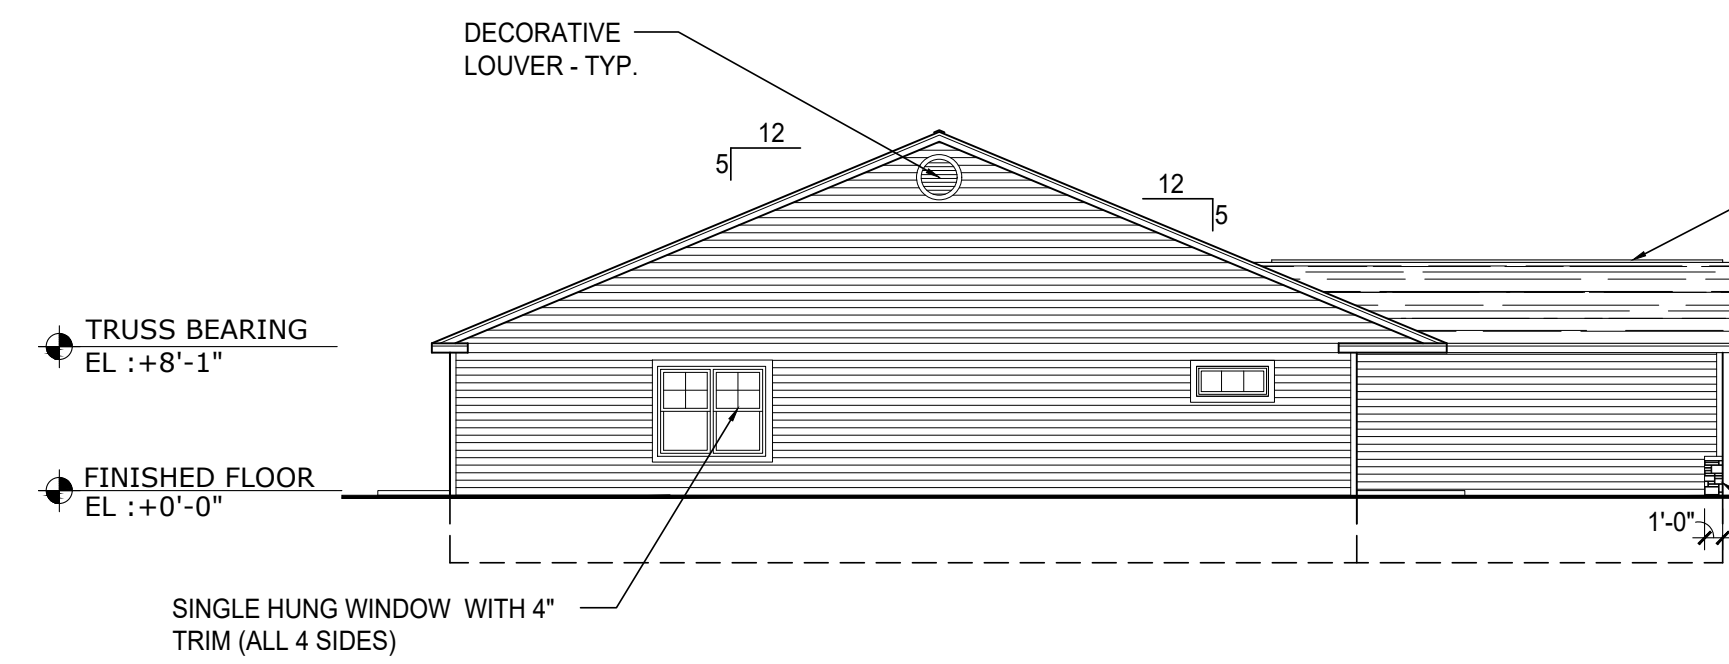 DECORATIVE
LOUVER - TYP.
12
5
12
5
TRUSS BEARING
EL :+8'-1"
FINISHED FLOOR
EL :+0'-0"
1'-0"
SINGLE HUNG WINDOW WITH 4"
TRIM (ALL 4 SIDES)